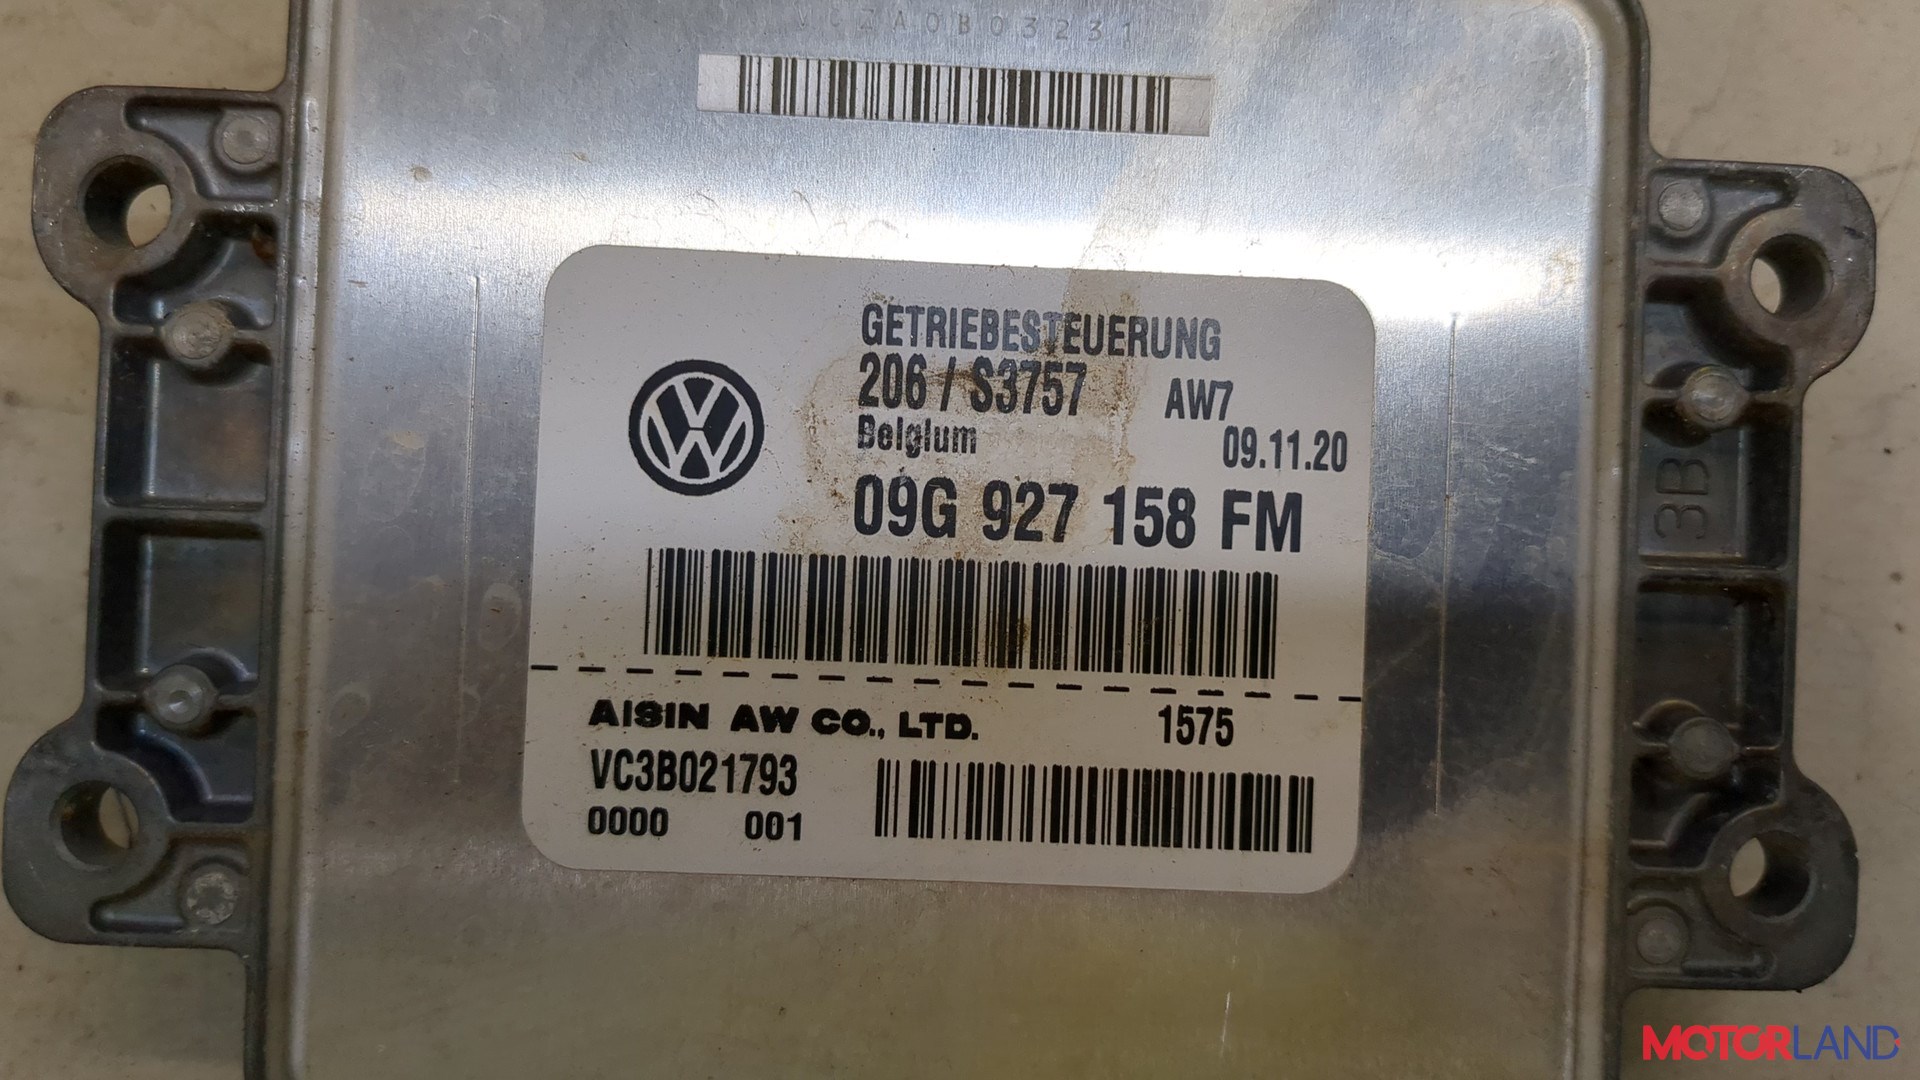 VCZA0B03231
GETRIEBESTEUERUNG
206 / S3757 AW7
Belgium 09.11.20
09G 927 158 FM
AISIN AW CO., LTD. 1575
VC3B021793
0000 001
3B
MOTORLAND